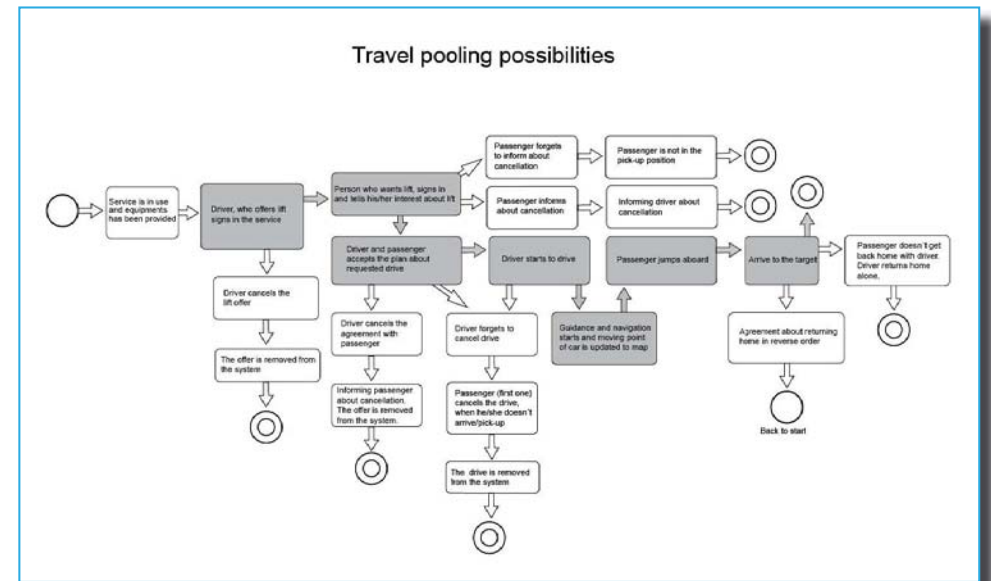 Travel pooling possibilities
Passenger forgets
to inform about
cancellation
Passenger is not in the
pick-up position
Service is in use
and equipments
has been provided
Driver, who offers lift
signs in the service
Person who wants lift, signs in
and tells his/her interest about lift
Passenger informs
about cancellation
Informing driver about
cancellation
Driver and passenger
accepts the plan about
requested drive
Driver starts to drive
Passenger jumps aboard
Arrive to the target
Passenger doesn't get
back home with driver.
Driver returns home
alone.
Driver cancels the
lift offer
Driver cancels the
agreement with
passenger
Driver forgets to
cancel drive
Guidance and navigation
starts and moving point
of car is updated to map
Agreement about returning
home in reverse order
The offer is removed from
the system
Informing passenger
about cancellation.
The offer is removed
from the system.
Passenger (first one)
cancels the drive,
when he/she doesn´t
arrive/pick-up
Back to start
The drive is removed
from the system